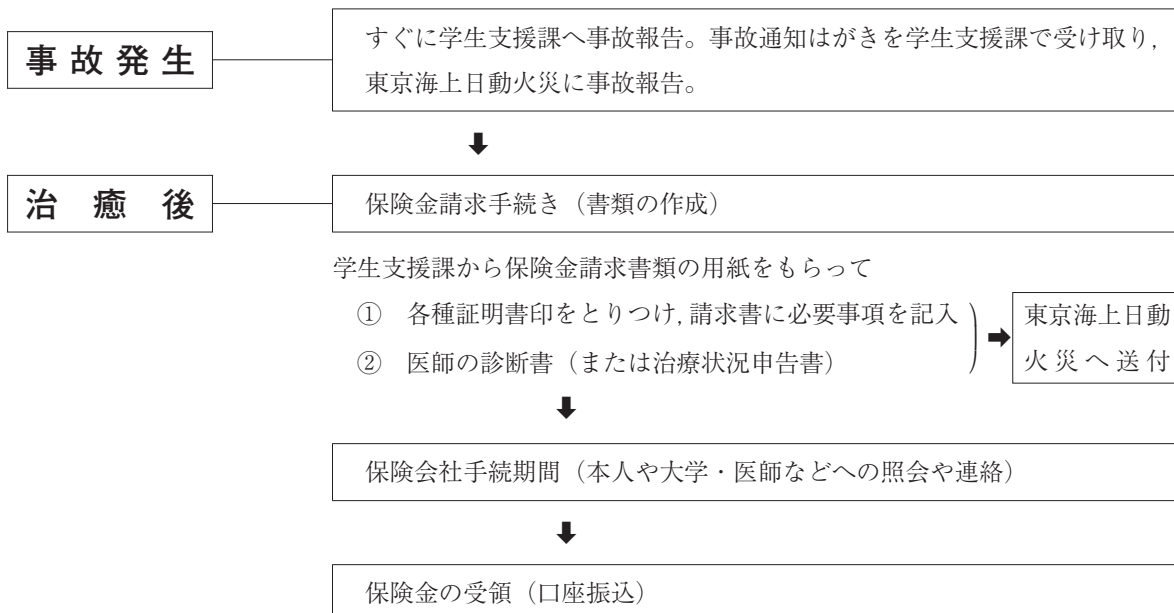 事故発生
すぐに学生支援課へ事故報告。事故通知はがきを学生支援課で受け取り,
東京海上日動火災に事故報告。
治癒後
保険金請求手続き（書類の作成）
学生支援課から保険金請求書類の用紙をもらって
① 各種証明書印をとりつけ, 請求書に必要事項を記入
② 医師の診断書（または治療状況申告書）
東京海上日動
火災へ送付
保険会社手続期間（本人や大学・医師などへの照会や連絡）
保険金の受領（口座振込）